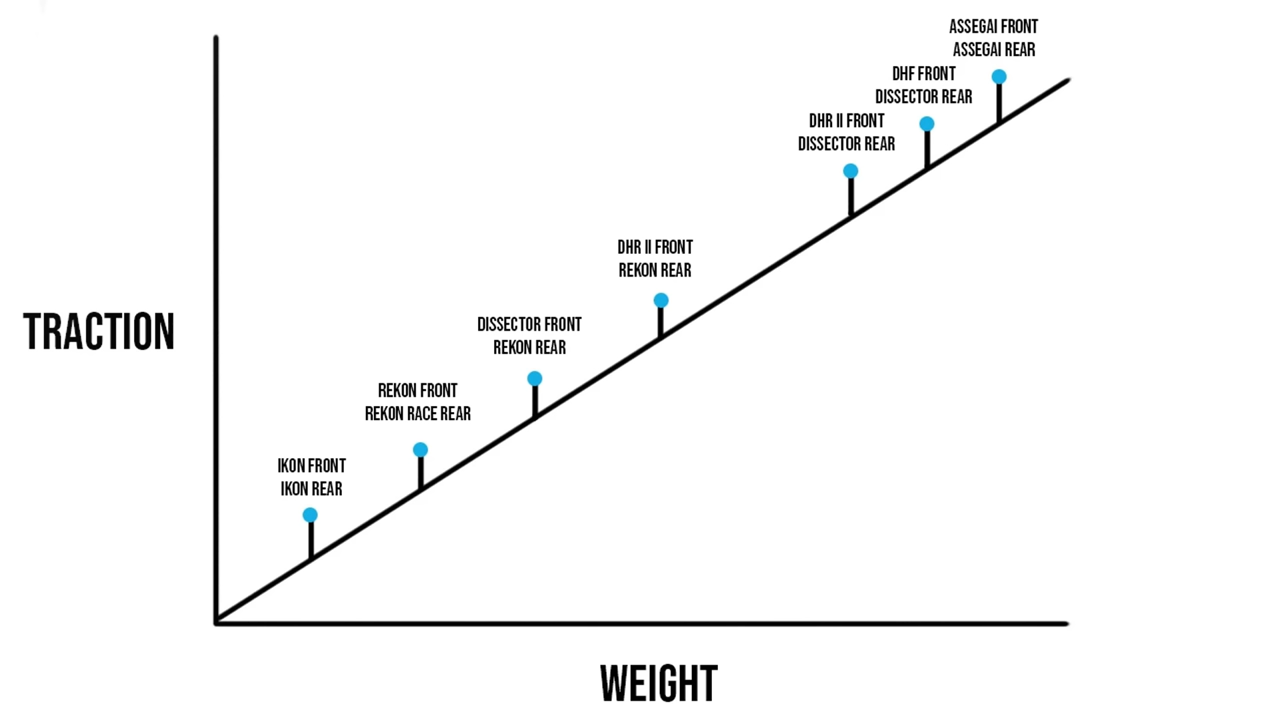 ASSEGAI FRONT
ASSEGAI REAR
DHF FRONT
DISSECTOR REAR
DHR II FRONT
DISSECTOR REAR
DHR II FRONT
REKON REAR
DISSECTOR FRONT
REKON REAR
REKON FRONT
REKON RACE REAR
IKON FRONT
IKON REAR
TRACTION
WEIGHT